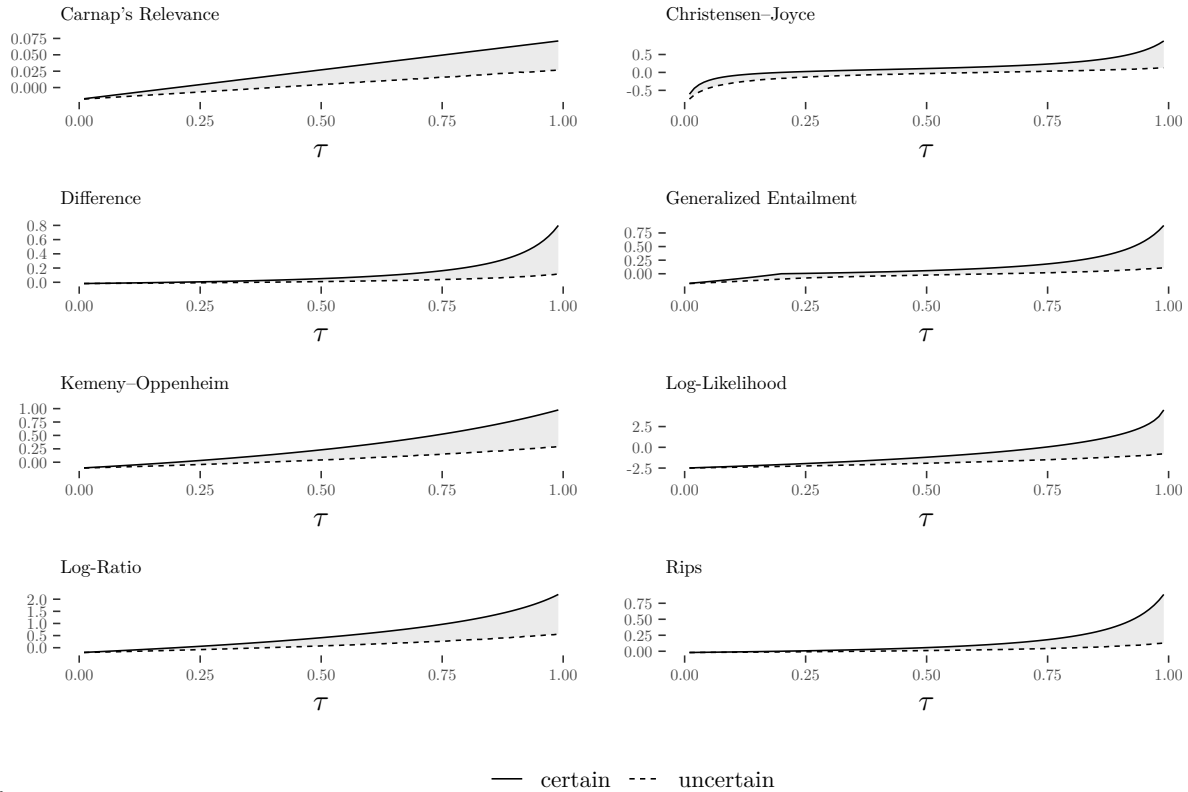 Carnap's Relevance
0.075
0.050
0.025
0.000
0.00 0.25 0.50 0.75 1.00
τ
Christensen–Joyce
0.5
0.0
-0.5
0.00 0.25 0.50 0.75 1.00
τ
Difference
0.8
0.6
0.4
0.2
0.0
0.00 0.25 0.50 0.75 1.00
τ
Generalized Entailment
0.75
0.50
0.25
0.00
0.00 0.25 0.50 0.75 1.00
τ
Kemeny–Oppenheim
1.00
0.75
0.50
0.25
0.00
0.00 0.25 0.50 0.75 1.00
τ
Log-Likelihood
2.5
0.0
-2.5
0.00 0.25 0.50 0.75 1.00
τ
Log-Ratio
2.0
1.5
1.0
0.5
0.0
0.00 0.25 0.50 0.75 1.00
τ
Rips
0.75
0.50
0.25
0.00
0.00 0.25 0.50 0.75 1.00
τ
certain uncertain